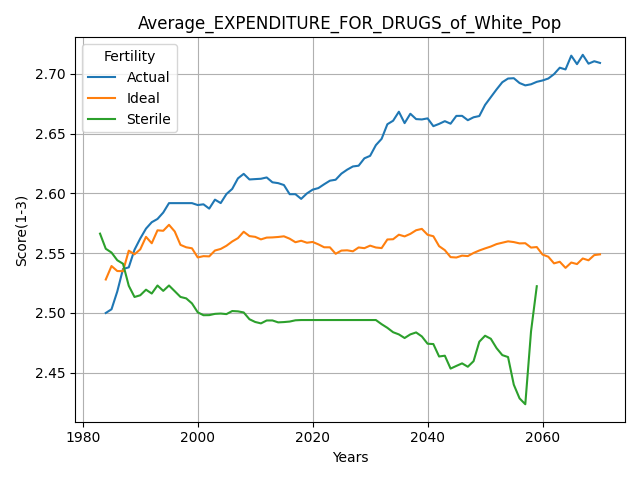 Average_EXPENDITURE_FOR_DRUGS_of_White_Pop
Fertility
Actual
Ideal
Sterile
2.70
2.65
2.60
2.55
2.50
2.45
Score(1-3)
1980
2000
2020
2040
2060
Years